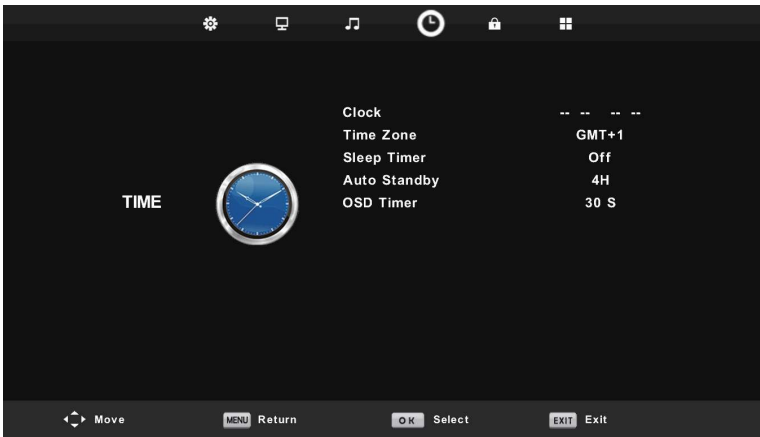 Clock -- -- -- --
Time Zone GMT+1
Sleep Timer Off
Auto Standby 4H
TIME
OSD Timer 30 S
Move MENU Return OK Select EXIT Exit